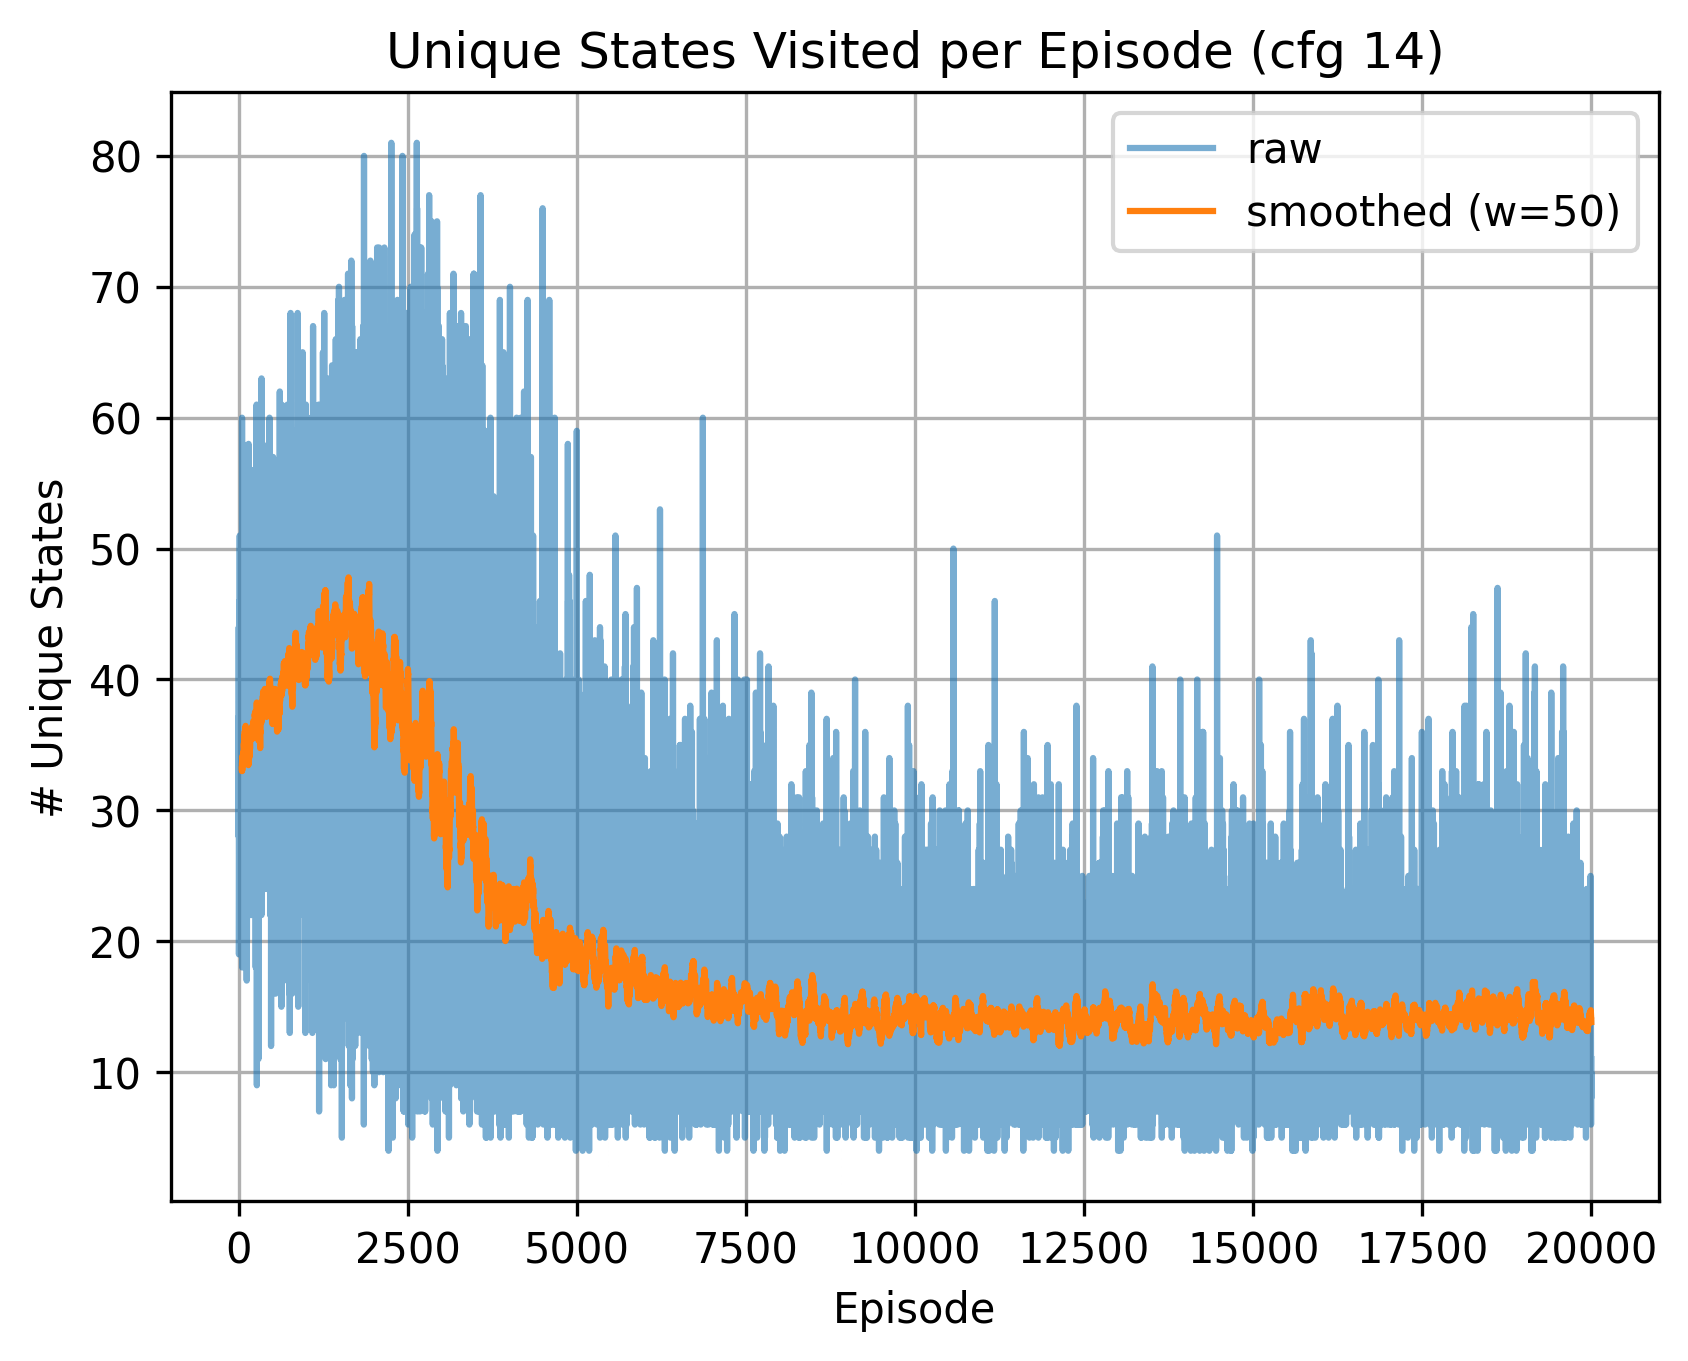 Unique States Visited per Episode (cfg 14)
raw
smoothed (w=50)
# Unique States
80
70
60
50
40
30
20
10
0 2500 5000 7500 10000 12500 15000 17500 20000
Episode